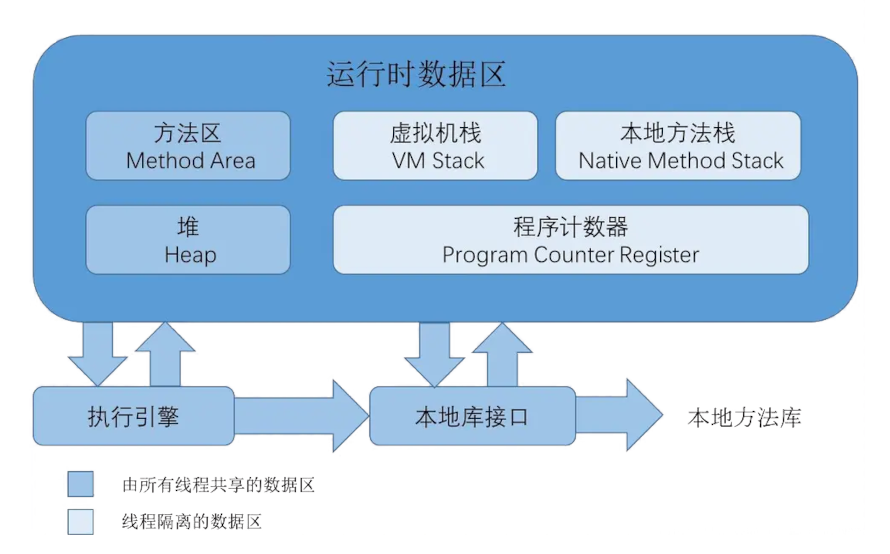 运行时数据区
方法区
Method Area
虚拟机栈
VM Stack
本地方法栈
Native Method Stack
堆
Heap
程序计数器
Program Counter Register
执行引擎
本地库接口
本地方法库
由所有线程共享的数据区
线程隔离的数据区